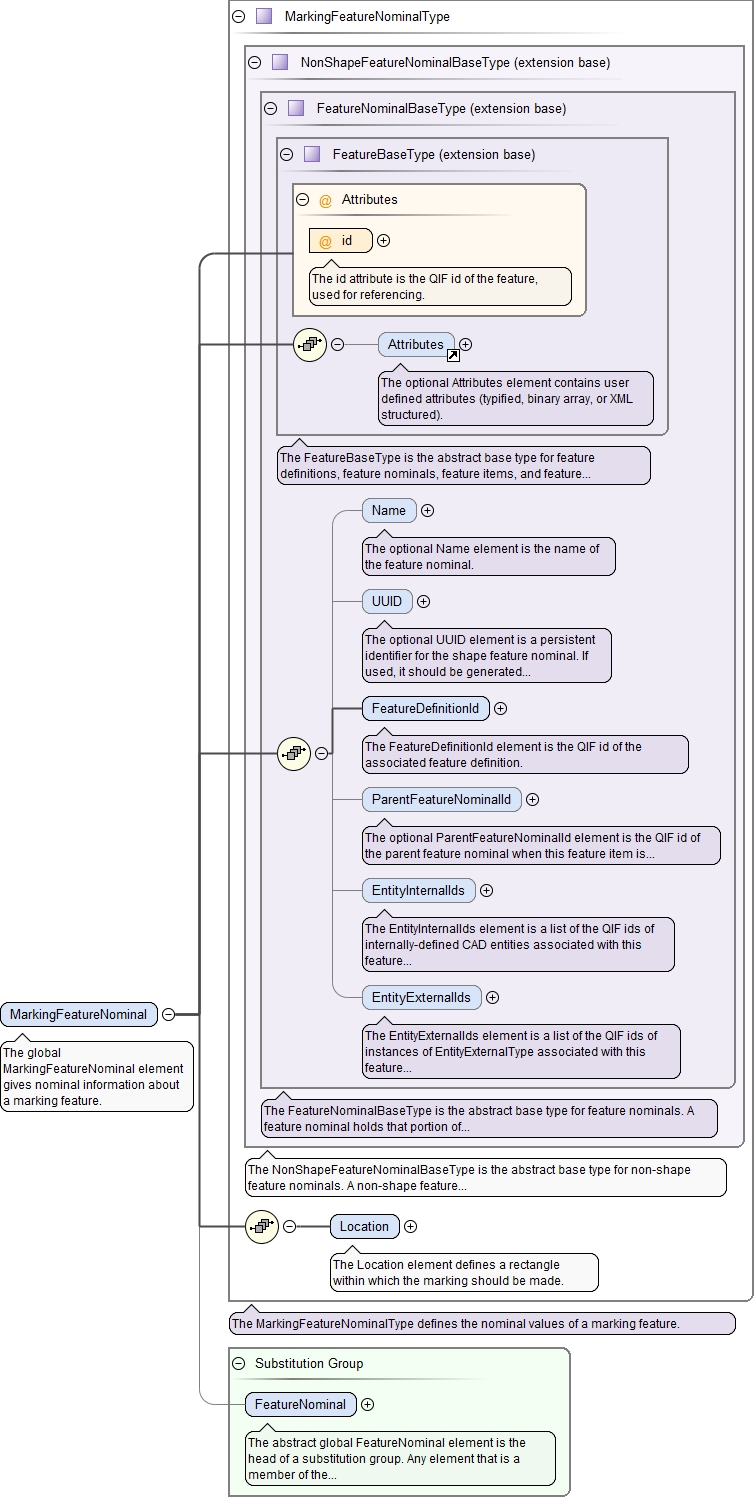 MarkingFeatureNominalType
NonShapeFeatureNominalBaseType (extension base)
FeatureNominalBaseType (extension base)
FeatureBaseType (extension base)
@ Attributes
@ id
The id attribute is the QIF id of the feature,
used for referencing.
Attributes
The optional Attributes element contains user
defined attributes (typified, binary array, or XML
structured).
The FeatureBaseType is the abstract base type for feature
definitions, feature nominals, feature items, and feature...
Name
The optional Name element is the name of
the feature nominal.
UUID
The optional UUID element is a persistent
identifier for the shape feature nominal. If
used, it should be generated...
FeatureDefinitionId
The FeatureDefinitionId element is the QIF id of the
associated feature definition.
ParentFeatureNominalId
The optional ParentFeatureNominalId element is the QIF id of
the parent feature nominal when this feature item is...
EntityInternalIds
The EntityInternalIds element is a list of the QIF ids of
internally-defined CAD entities associated with this
feature...
EntityExternalIds
The EntityExternalIds element is a list of the QIF ids of
instances of EntityExternalType associated with this
feature...
MarkingFeatureNominal
The global
MarkingFeatureNominal element
gives nominal information about
a marking feature.
The FeatureNominalBaseType is the abstract base type for feature nominals. A
feature nominal holds that portion of...
The NonShapeFeatureNominalBaseType is the abstract base type for non-shape
feature nominals. A non-shape feature...
Location
The Location element defines a rectangle
within which the marking should be made.
The MarkingFeatureNominalType defines the nominal values of a marking feature.
Substitution Group
FeatureNominal
The abstract global FeatureNominal element is the
head of a substitution group. Any element that is a
member of the...